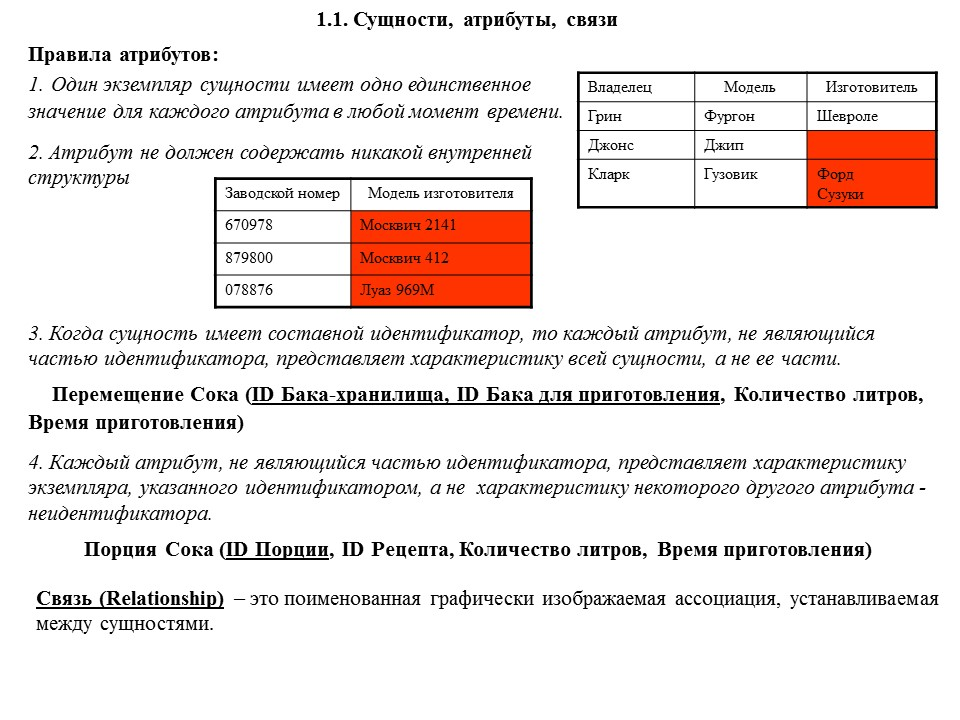 1.1. Сущности, атрибуты, связи
Правила атрибутов:
1. Один экземпляр сущности имеет одно единственное
значение для каждого атрибута в любой момент времени.
Владелец Модель Изготовитель
Грин Фургон Шевроле
Джонс Джип
Кларк Гузовик Форд
Сузуки
2. Атрибут не должен содержать никакой внутренней
структуры
Заводской номер Модель изготовителя
670978 Москвич 2141
879800 Москвич 412
078876 Луаз 969М
3. Когда сущность имеет составной идентификатор, то каждый атрибут, не являющийся
частью идентификатора, представляет характеристику всей сущности, а не ее части.
Перемещение Сока (ID Бака-хранилища, ID Бака для приготовления, Количество литров,
Время приготовления)
4. Каждый атрибут, не являющийся частью идентификатора, представляет характеристику
экземпляра, указанного идентификатором, а не характеристику некоторого другого атрибута -
неидентификатора.
Порция Сока (ID Порции, ID Рецепта, Количество литров, Время приготовления)
Связь (Relationship) – это поименованная графически изображаемая ассоциация, устанавливаемая
между сущностями.